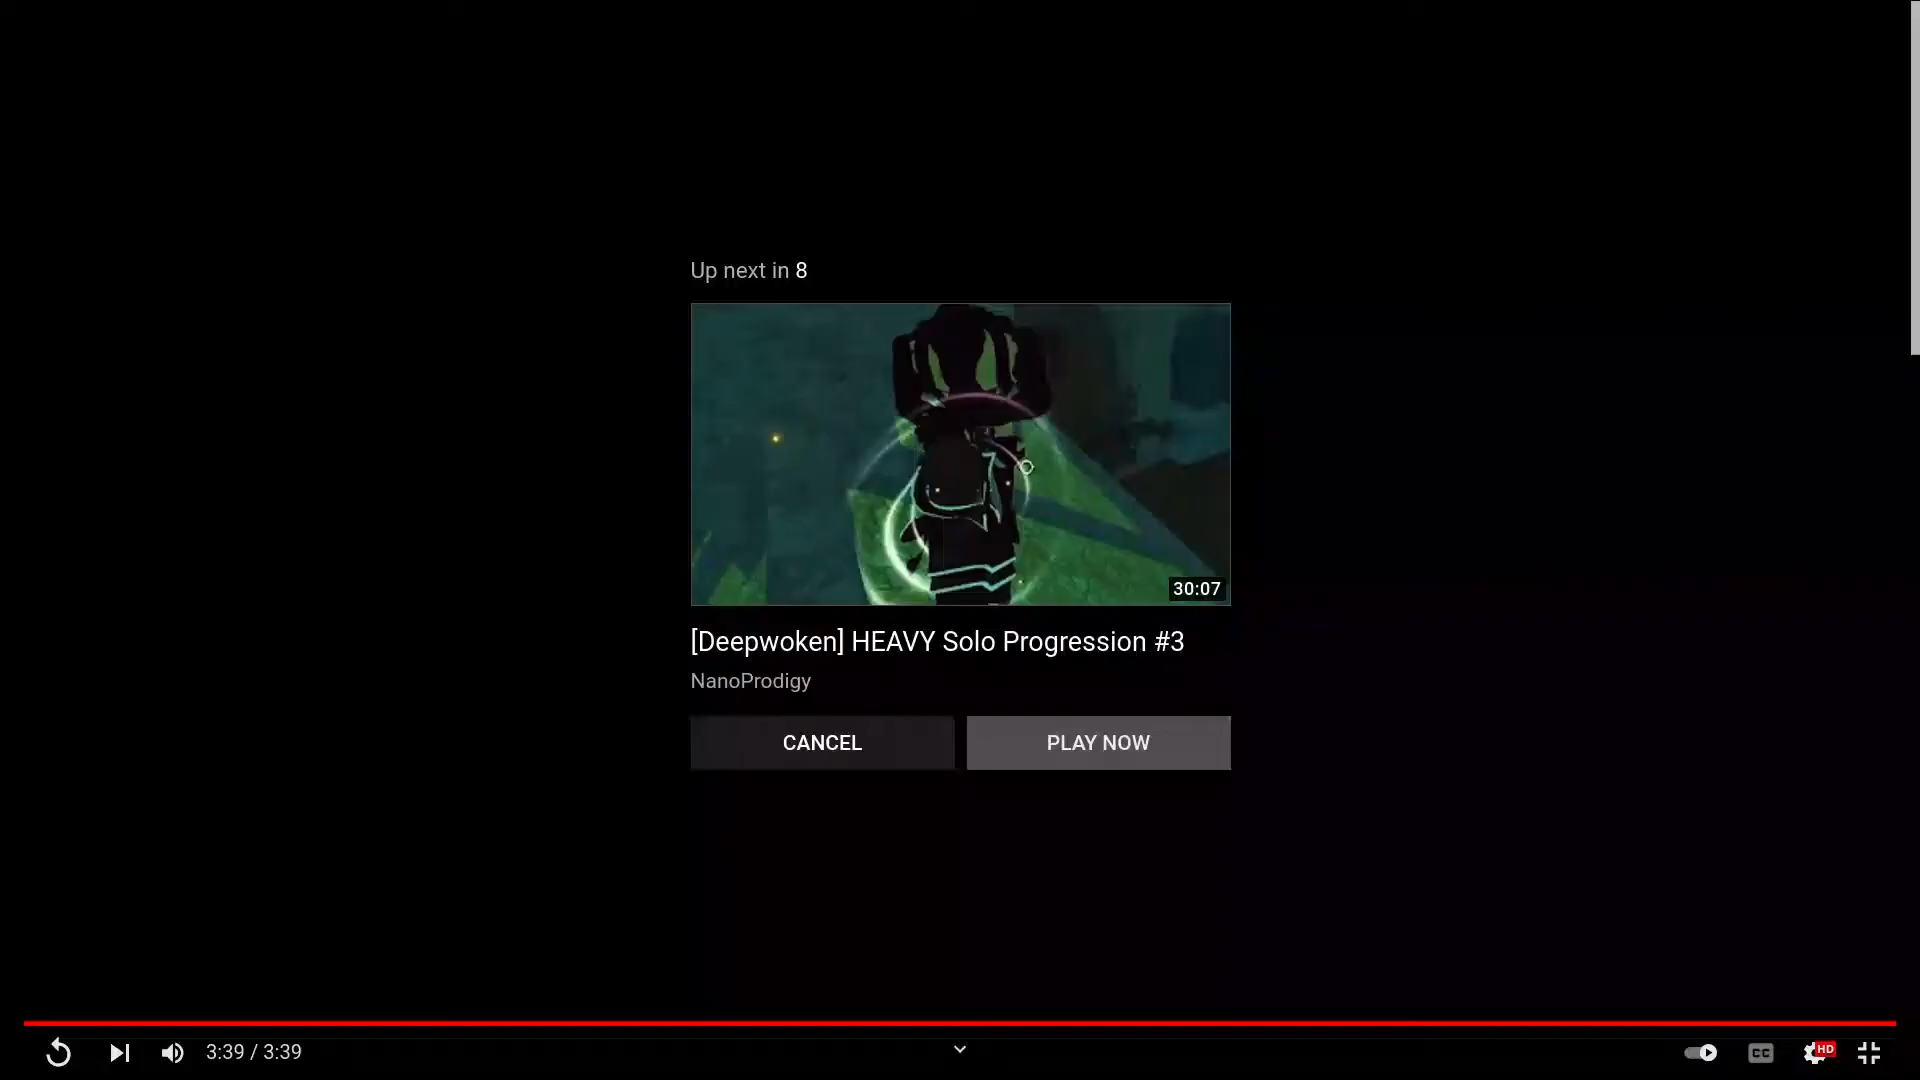 Up next in 8
30:07
[Deepwoken] HEAVY Solo Progression #3
NanoProdigy
CANCEL
PLAY NOW
3:39 / 3:39
CC
HD